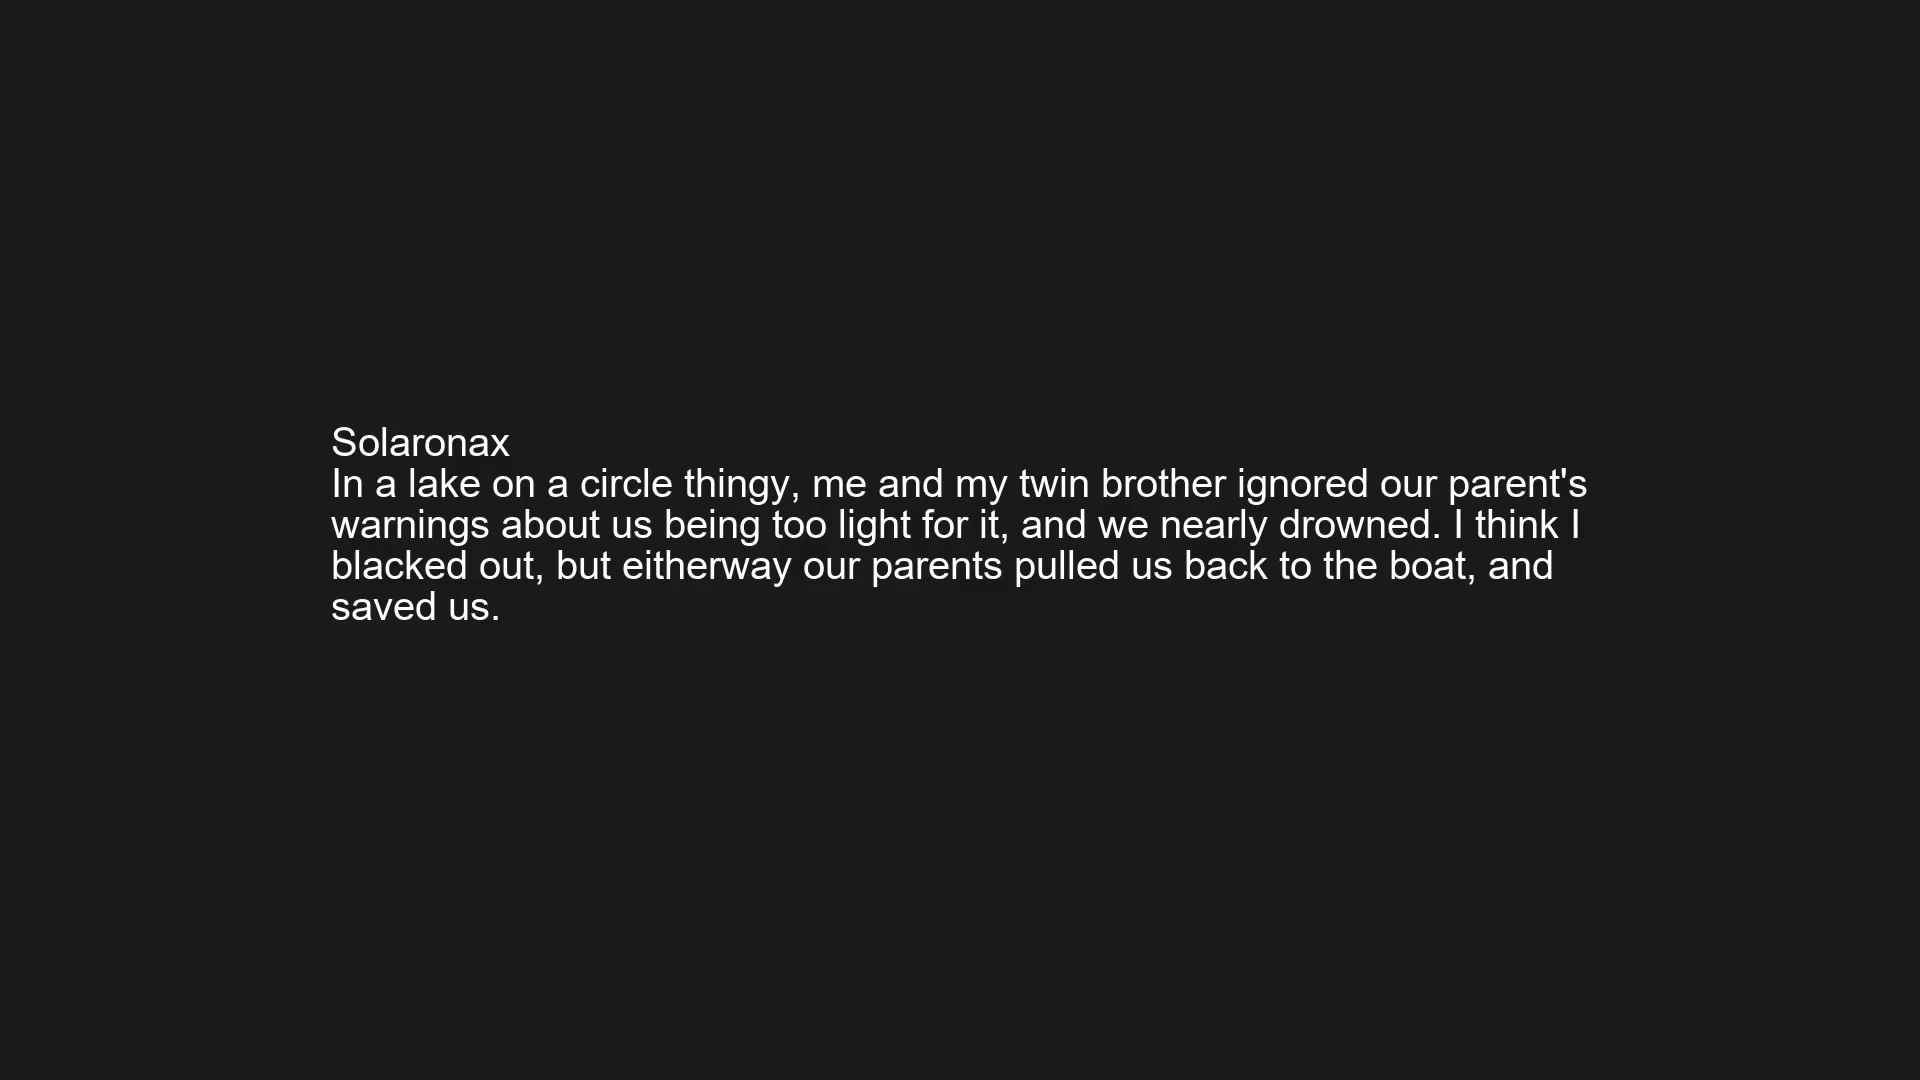 Solaronax
In a lake on a circle thingy, me and my twin brother ignored our parent's
warnings about us being too light for it, and we nearly drowned. I think I
blacked out, but eitherway our parents pulled us back to the boat, and
saved us.